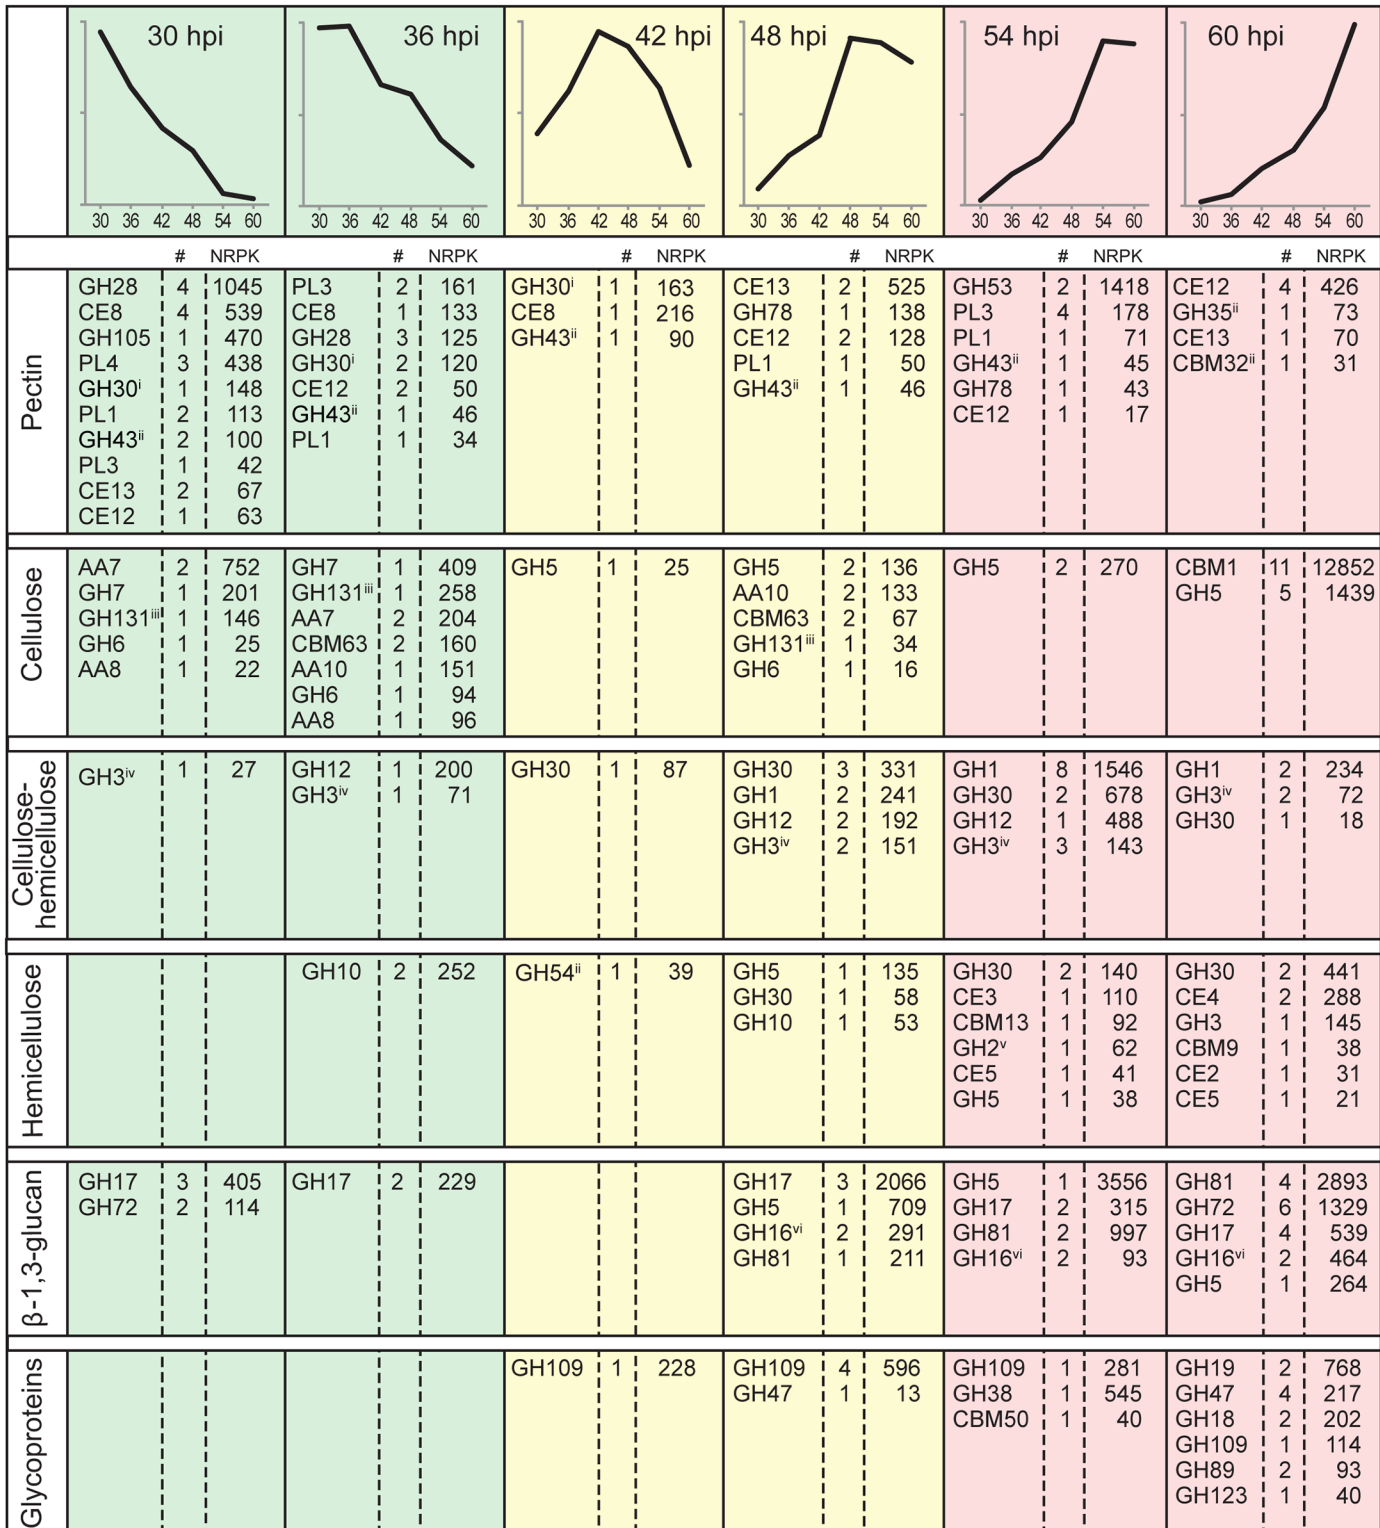 30 hpi 36 hpi 42 hpi 48 hpi 54 hpi 60 hpi
30 36 42 48 54 60 30 36 42 48 54 60 30 36 42 48 54 60 30 36 42 48 54 60 30 36 42 48 54 60 30 36 42 48 54 60
# NRPK # NRPK # NRPK # NRPK # NRPK # NRPK
Pectin
GH28 4 1045 PL3 2 161 GH30ⁱ 1 163 CE13 2 525 GH53 2 1418 CE12 4 426
CE8 4 539 CE8 1 133 CE8 1 216 GH78 1 138 PL3 4 178 GH35ⁱⁱ 1 73
GH105 1 470 GH28 3 125 GH43ⁱⁱ 1 90 CE12 2 128 PL1 1 71 CE13 1 70
PL4 3 438 GH30ⁱ 2 120 PL1 1 50 GH43ⁱⁱ 1 45 CBM32ⁱⁱ 1 31
GH30ⁱ 1 148 CE12 2 50 GH43ⁱⁱ 1 46 GH78 1 43
PL1 2 113 GH43ⁱⁱ 1 46 CE12 1 17
GH43ⁱⁱ 2 100 PL1 1 34
PL3 1 42
CE13 2 67
CE12 1 63
Cellulose
AA7 2 752 GH7 1 409 GH5 1 25 GH5 2 136 GH5 2 270 CBM1 11 12852
GH7 1 201 GH131ⁱⁱⁱ 1 258 AA10 2 133 GH5 5 1439
GH131ⁱⁱⁱ 1 146 AA7 2 204 CBM63 2 67
GH6 1 25 CBM63 2 160 GH131ⁱⁱⁱ 1 34
AA8 1 22 AA10 1 151 GH6 1 16
GH6 1 94
AA8 1 96
Cellulose-
hemicellulose
GH3ⁱᵛ 1 27 GH12 1 200 GH30 1 87 GH30 3 331 GH1 8 1546 GH1 2 234
GH3ⁱᵛ 1 71 GH1 2 241 GH30 2 678 GH3ⁱᵛ 2 72
GH12 2 192 GH12 1 488 GH30 1 18
GH3ⁱᵛ 2 151 GH3ⁱᵛ 3 143
Hemicellulose
GH10 2 252 GH54ⁱⁱ 1 39 GH5 1 135 GH30 2 140 GH30 2 441
GH30 1 58 CE3 1 110 CE4 2 288
GH10 1 53 CBM13 1 92 GH3 1 145
GH2ᵛ 1 62 CBM9 1 38
CE5 1 41 CE2 1 31
GH5 1 38 CE5 1 21
β-1,3-glucan
GH17 3 405 GH17 2 229 GH17 3 2066 GH5 1 3556 GH81 4 2893
GH72 2 114 GH5 1 709 GH17 2 315 GH72 6 1329
GH16ᵛⁱ 2 291 GH81 2 997 GH17 4 539
GH81 1 211 GH16ᵛⁱ 2 93 GH16ᵛⁱ 2 464
GH5 1 264
Glycoproteins
GH109 1 228 GH109 4 596 GH109 1 281 GH19 2 768
GH47 1 13 GH38 1 545 GH47 4 217
CBM50 1 40 GH18 2 202
GH109 1 114
GH89 2 93
GH123 1 40